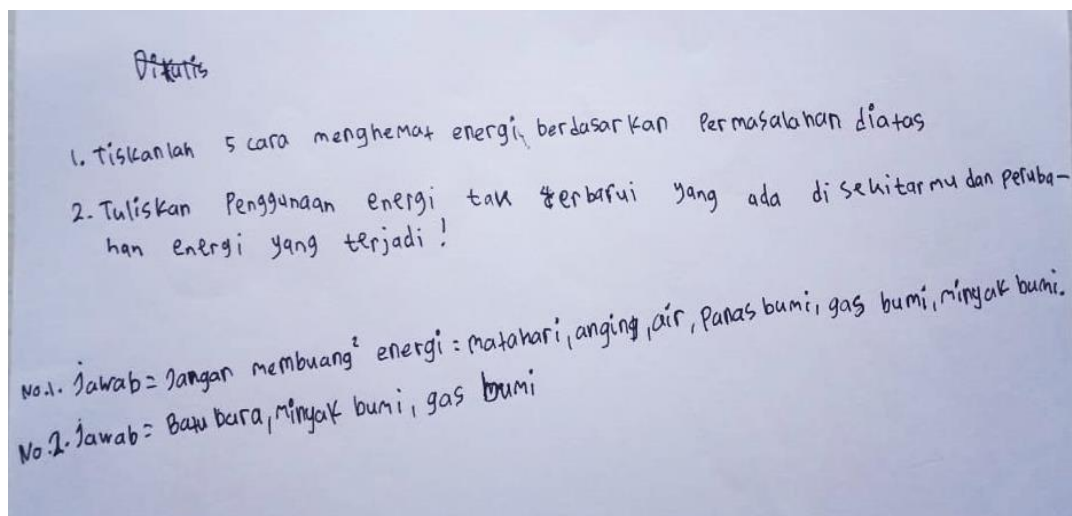 Ditulis
1. Tiskanlah 5 cara menghemat energi, berdasarkan Permasalahan diatas
2. Tuliskan Penggunaan energi tak terbarui yang ada di sekitarmu dan peruba-
han energi yang terjadi!
No.1. Jawab = Jangan membuang² energi = matahari, anging, air, Panas bumi, gas bumi, minyak bumi.
No.2. Jawab = Batu bara, Minyak bumi, gas bumi